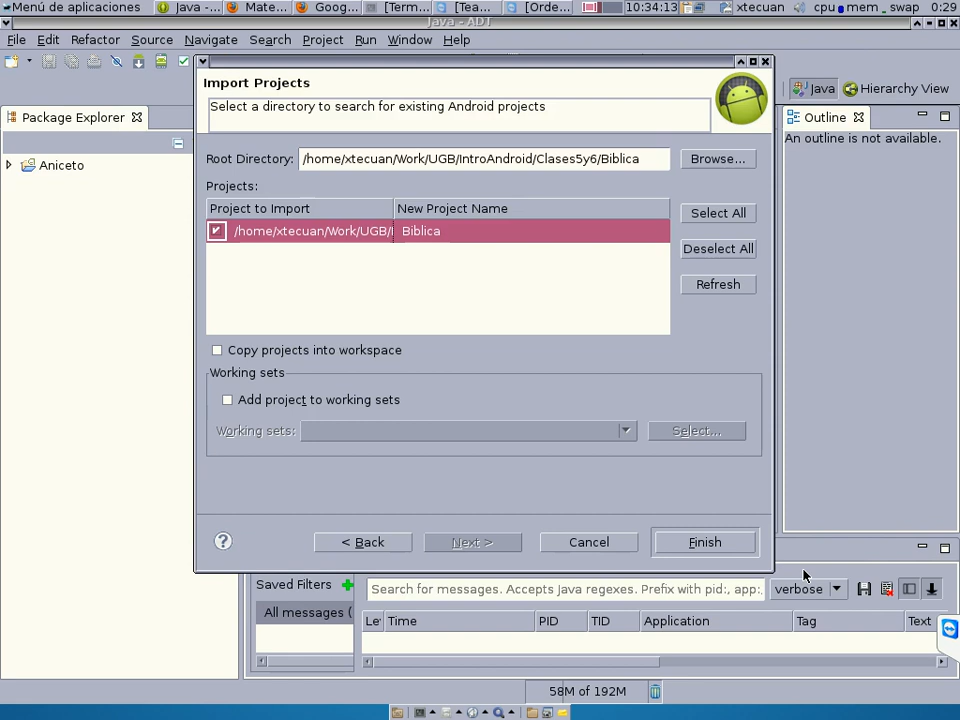 Menú de aplicaciones
Java -...
Mate...
Goog...
[Term...
[Tea...
[Orde...
10:34:13
xtecuan
cpu
mem
swap
0:29
Java - ADT
File Edit Refactor Source Navigate Search Project Run Window Help
Java
Hierarchy View
Package Explorer
Aniceto
Import Projects
Select a directory to search for existing Android projects
Root Directory: /home/xtecuan/Work/UGB/IntroAndroid/Clases5y6/Biblica Browse...
Projects:
Project to Import New Project Name
/home/xtecuan/Work/UGB/ Biblica
Select All
Deselect All
Refresh
Copy projects into workspace
Working sets
Add project to working sets
Working sets: Select...
? < Back Next > Cancel Finish
Outline
An outline is not available.
Saved Filters
All messages (
Search for messages. Accepts Java regexes. Prefix with pid:, app:,
verbose
Le Time PID TID Application Tag Text
58M of 192M